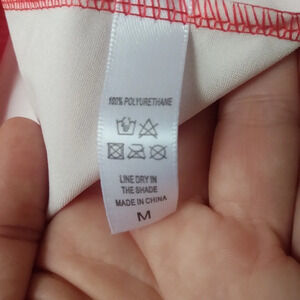 100% POLYURETHANE
LINE DRY IN
THE SHADE
MADE IN CHINA
M